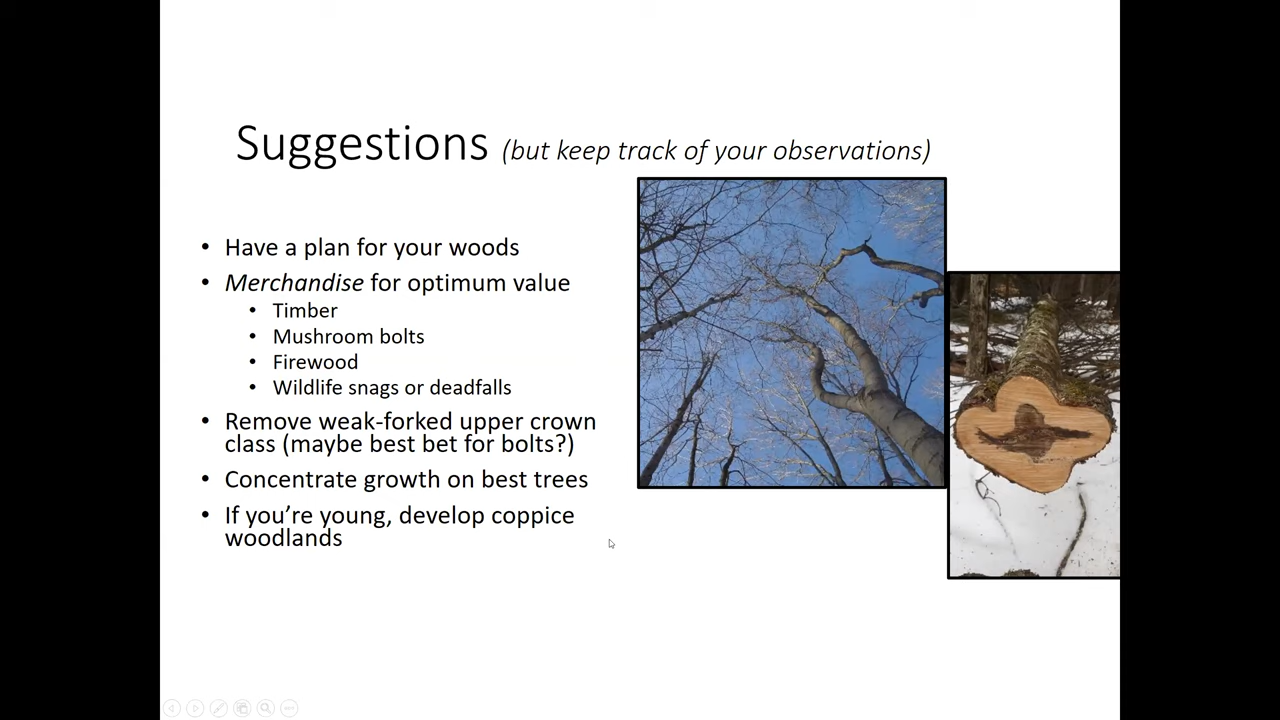 Suggestions (but keep track of your observations)
• Have a plan for your woods
• Merchandise for optimum value
• Timber
• Mushroom bolts
• Firewood
• Wildlife snags or deadfalls
• Remove weak-forked upper crown
class (maybe best bet for bolts?)
• Concentrate growth on best trees
• If you're young, develop coppice
woodlands